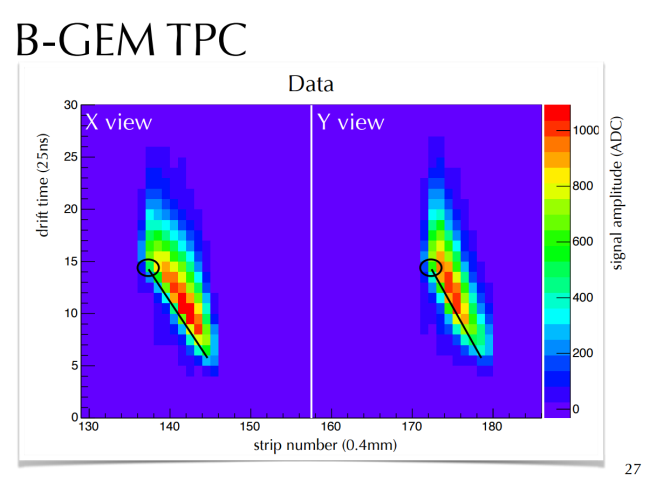 B-GEM TPC
Data
X view
Y view
drift time (25ns)
30
25
20
15
10
5
0
130 140 150 160 170 180
strip number (0.4mm)
1000
800
600
400
200
0
signal amplitude (ADC)
27